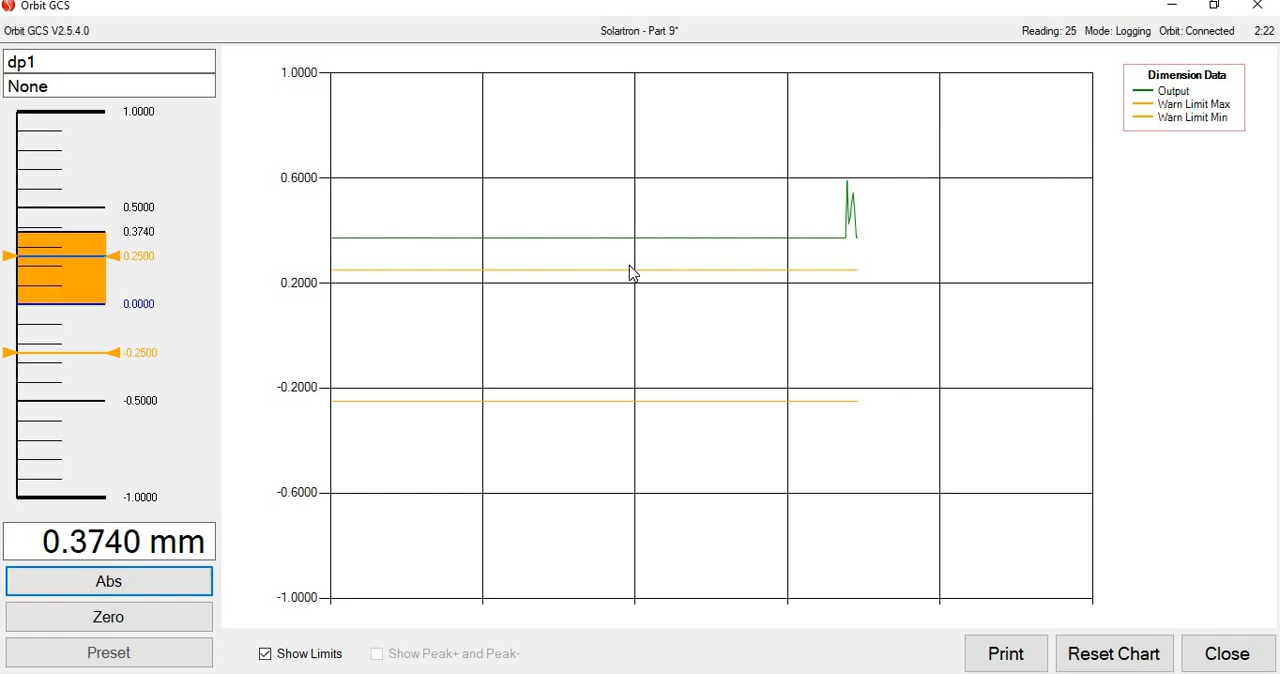 Orbit GCS
Orbit GCS V2.5.4.0
Solartron - Part 9*
Reading: 25 Mode: Logging Orbit: Connected 2:22
dp1
None
1.0000
0.5000
0.3740
0.2500
0.0000
-0.2500
-0.5000
-1.0000
0.3740 mm
Abs
Zero
Preset
1.0000
0.6000
0.2000
-0.2000
-0.6000
-1.0000
Dimension Data
Output
Warn Limit Max
Warn Limit Min
Show Limits
Show Peak+ and Peak-
Print
Reset Chart
Close